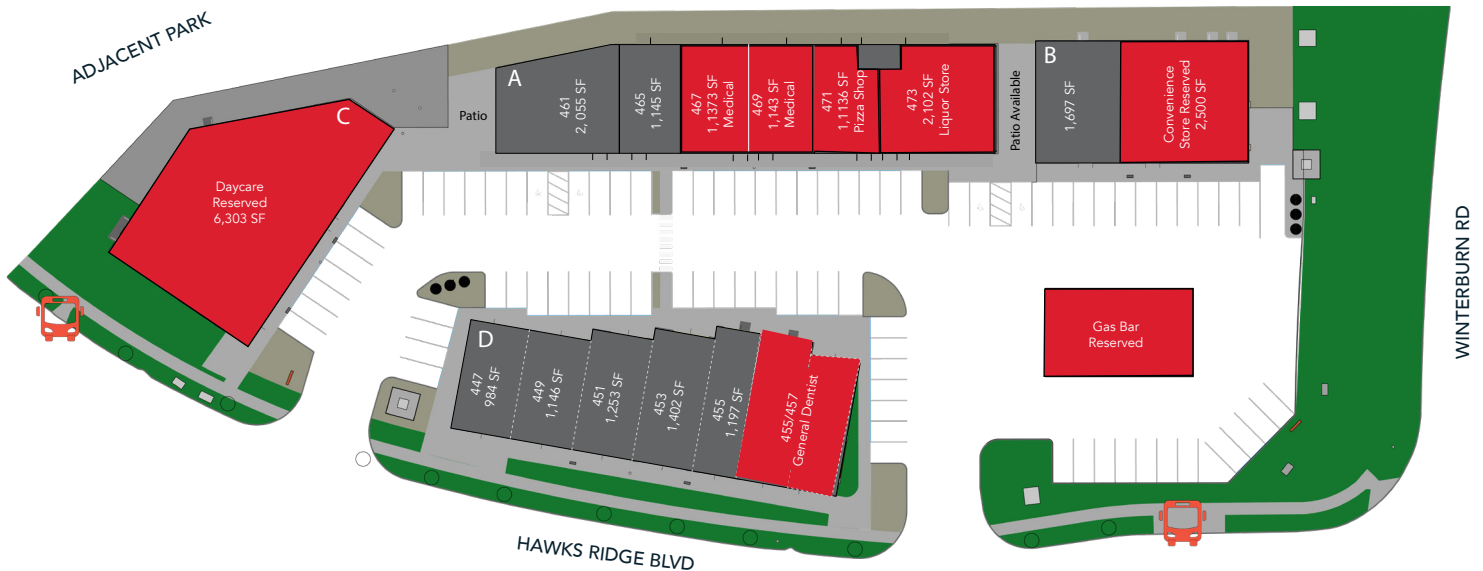 ADJACENT PARK
C
Daycare
Reserved
6,303 SF
Patio
A
461
2, 055 SF
465
1,145 SF
467
1,1373 SF
Medical
469
1,143 SF
Medical
471
1,1136 SF
Pizza Shop
473
2,102 SF
Liquor Store
Patio Available
B
1,697 SF
Convenience
Store Reserved
2,500 SF
WINTERBURN RD
Gas Bar
Reserved
D
447
984 SF
449
1,146 SF
451
1,253 SF
453
1,402 SF
455
1,197 SF
455/457
General Dentist
HAWKS RIDGE BLVD